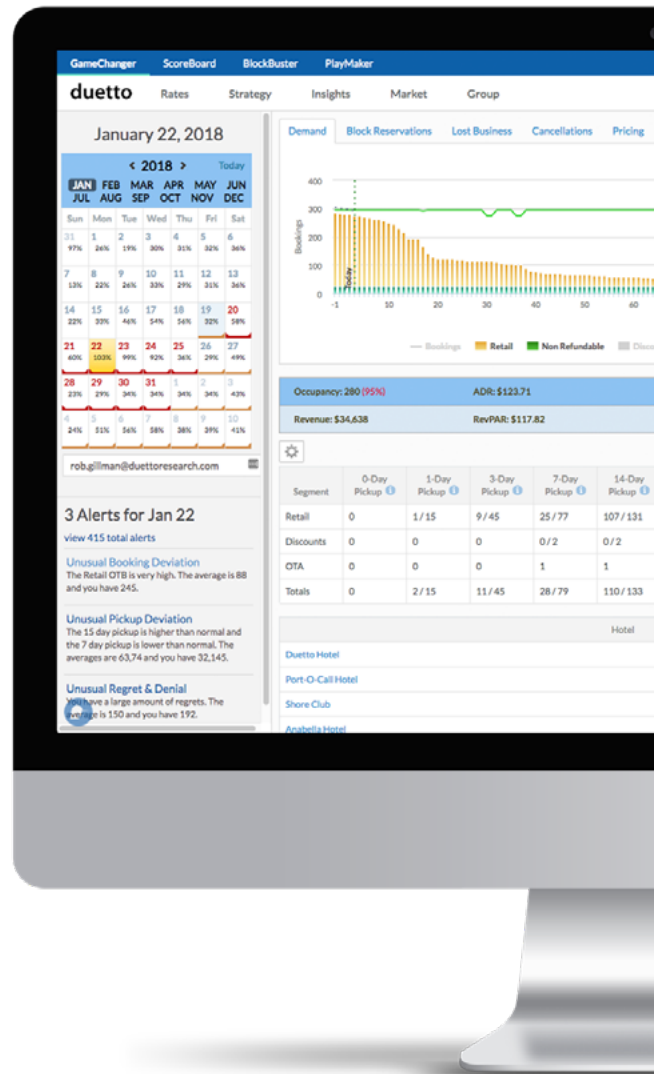 GameChanger ScoreBoard BlockBuster PlayMaker
duetto Rates Strategy Insights Market Group
January 22, 2018
< 2018 > Today
JAN FEB MAR APR MAY JUN
JUL AUG SEP OCT NOV DEC
Sun Mon Tue Wed Thu Fri Sat
31 1 2 3 4 5 6
97% 26% 19% 30% 31% 32% 36%
7 8 9 10 11 12 13
13% 22% 26% 33% 29% 31% 36%
14 15 16 17 18 19 20
22% 33% 46% 54% 56% 32% 58%
21 22 23 24 25 26 27
60% 103% 99% 92% 36% 29% 49%
28 29 30 31 1 2 3
23% 29% 34% 34% 34% 34% 43%
4 5 6 7 8 9 10
24% 51% 56% 58% 38% 39% 41%
rob.gillman@duettoresearch.com
3 Alerts for Jan 22
view 415 total alerts
Unusual Booking Deviation
The Retail OTB is very high. The average is 88
and you have 245.
Unusual Pickup Deviation
The 15 day pickup is higher than normal and
the 7 day pickup is lower than normal. The
averages are 63,74 and you have 32,145.
Unusual Regret & Denial
You have a large amount of regrets. The
average is 150 and you have 192.
Demand Block Reservations Lost Business Cancellations Pricing
400
300
200
100
0
Bookings
Today
-1 10 20 30 40 50 60
Bookings Retail Non Refundable Disco
Occupancy: 280 (95%) ADR: $123.71
Revenue: $34,638 RevPAR: $117.82
Segment 0-Day Pickup 1-Day Pickup 3-Day Pickup 7-Day Pickup 14-Day Pickup
Retail 0 1/15 9/45 25/77 107/131
Discounts 0 0 0 0/2 0/2
OTA 0 0 0 1 1
Totals 0 2/15 11/45 28/79 110/133
Hotel
Duetto Hotel
Port-O-Call Hotel
Shore Club
Anabella Hotel